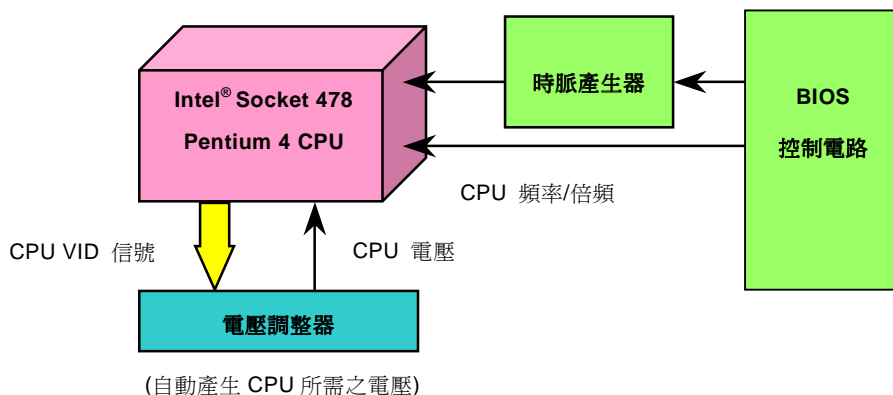 Intel® Socket 478
Pentium 4 CPU
時脈產生器
BIOS
控制電路
CPU 頻率/倍頻
CPU VID 信號
CPU 電壓
電壓調整器
(自動產生 CPU 所需之電壓)